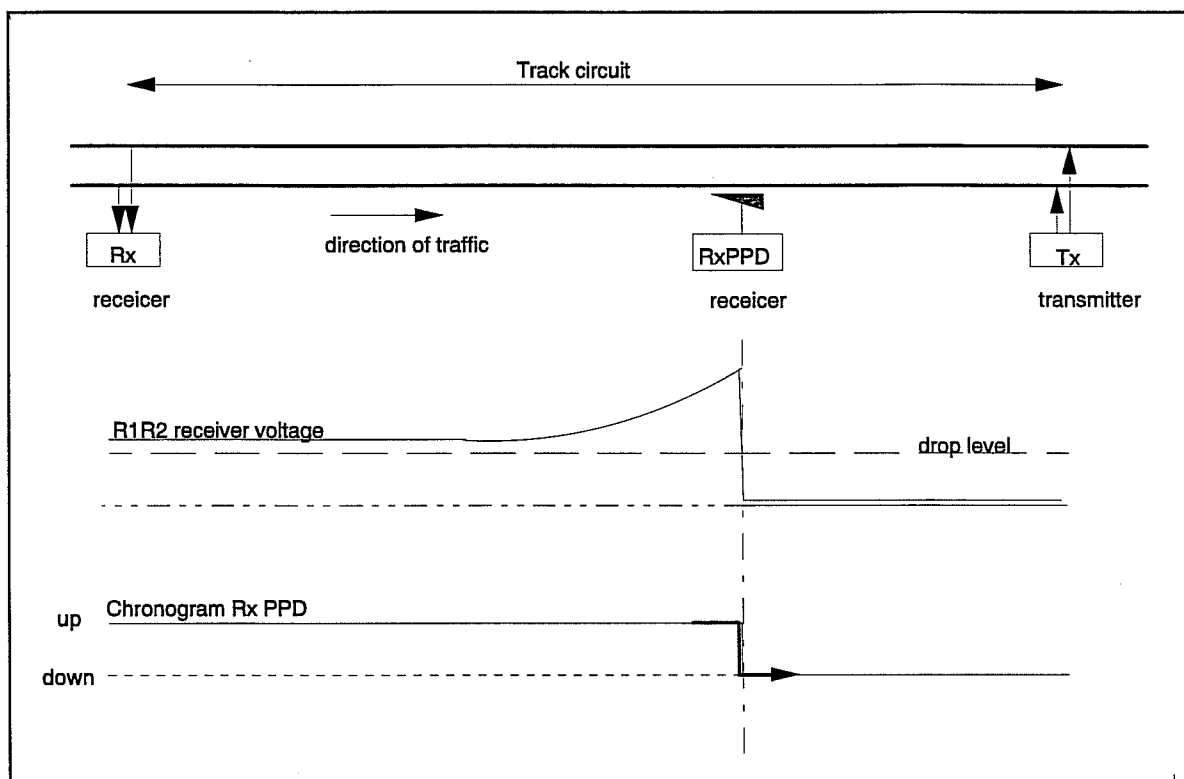 Track circuit
Rx
direction of traffic
RxPPD
Tx
receicer
receicer
transmitter
R1R2 receiver voltage
drop level
up
Chronogram Rx PPD
down